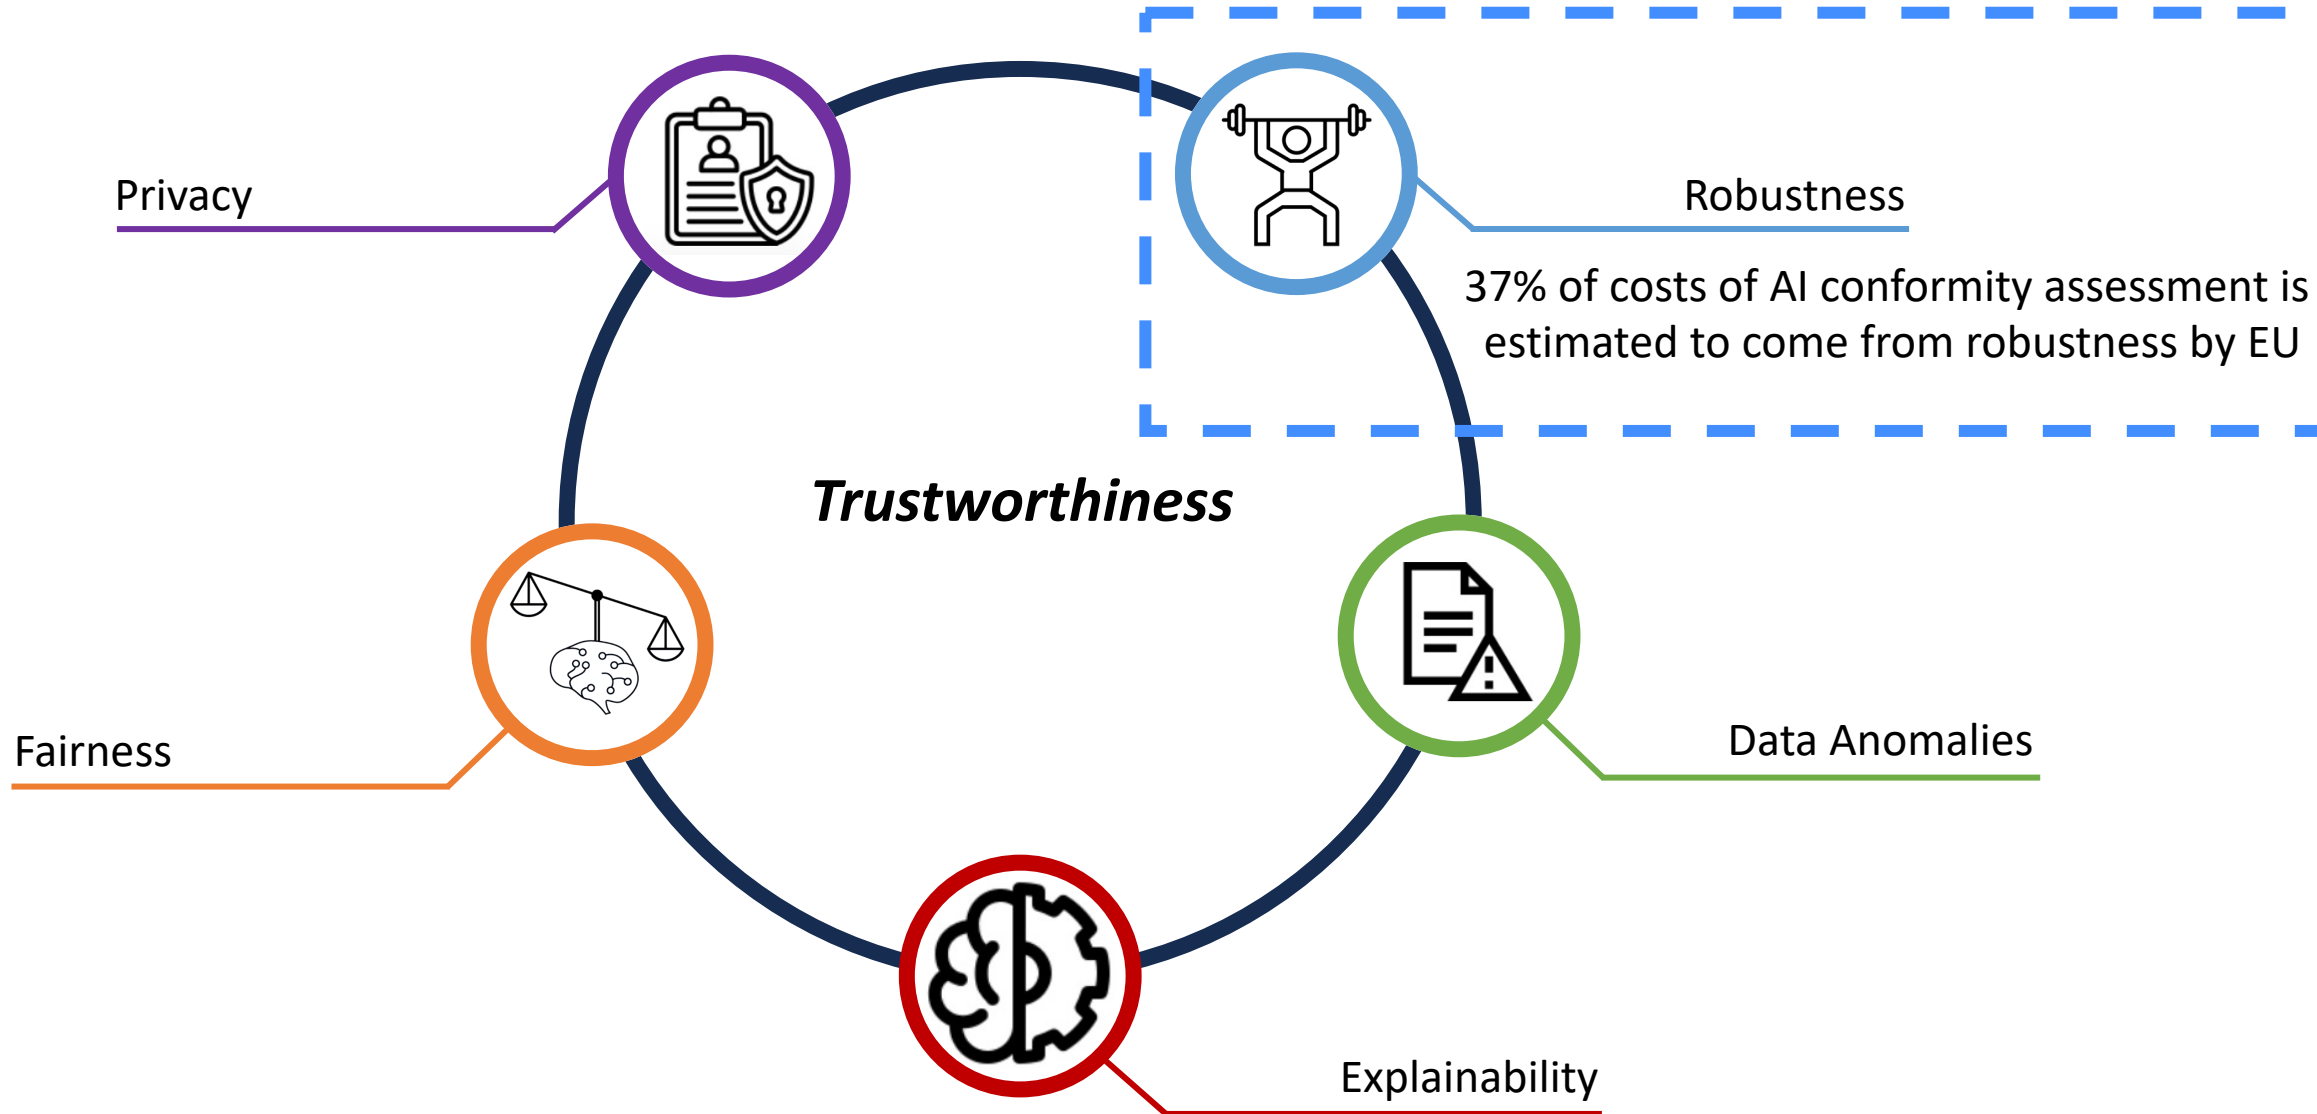 Privacy
Robustness
37% of costs of AI conformity assessment is
estimated to come from robustness by EU
Trustworthiness
Fairness
Data Anomalies
Explainability